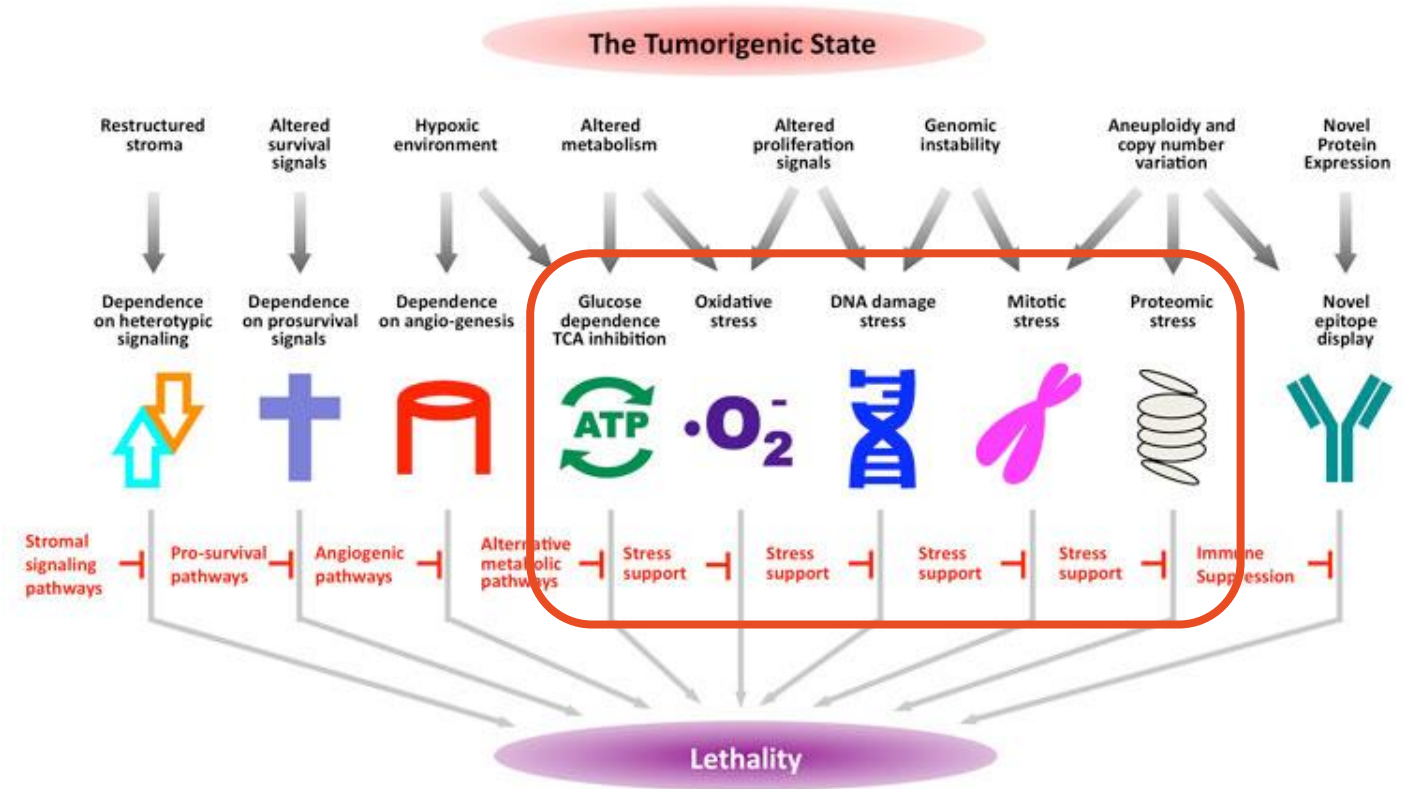 The Tumorigenic State
Restructured
stroma
Altered
survival
signals
Hypoxic
environment
Altered
metabolism
Altered
proliferation
signals
Genomic
instability
Aneuploidy and
copy number
variation
Novel
Protein
Expression
Dependence
on heterotypic
signaling
Dependence
on prosurvival
signals
Dependence
on angio-genesis
Glucose
dependence
TCA inhibition
Oxidative
stress
DNA damage
stress
Mitotic
stress
Proteomic
stress
Novel
epitope
display
ATP
·O₂⁻
Stromal
signaling
pathways
Pro-survival
pathways
Angiogenic
pathways
Alternative
metabolic
pathways
Stress
support
Stress
support
Stress
support
Stress
support
Immune
Suppression
Lethality